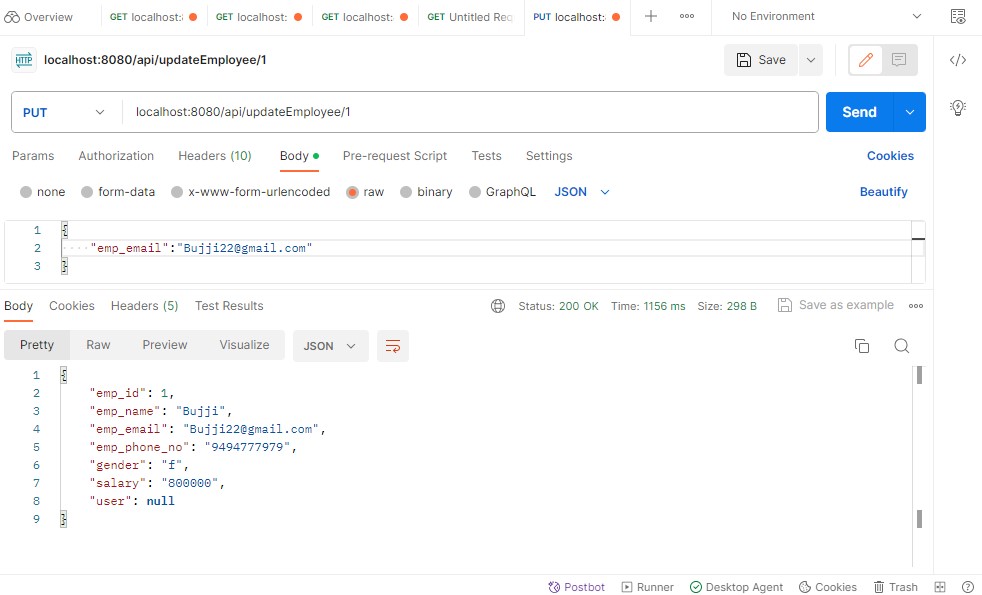 Overview GET localhost: GET localhost: GET localhost: GET Untitled Req PUT localhost: No Environment
HTTP localhost:8080/api/updateEmployee/1 Save
PUT localhost:8080/api/updateEmployee/1 Send
Params Authorization Headers (10) Body Pre-request Script Tests Settings Cookies
none form-data x-www-form-urlencoded raw binary GraphQL JSON Beautify
1 {
2 "emp_email":"Bujji22@gmail.com"
3 }
Body Cookies Headers (5) Test Results Status: 200 OK Time: 1156 ms Size: 298 B Save as example
Pretty Raw Preview Visualize JSON
1 {
2 "emp_id": 1,
3 "emp_name": "Bujji",
4 "emp_email": "Bujji22@gmail.com",
5 "emp_phone_no": "9494777979",
6 "gender": "f",
7 "salary": "800000",
8 "user": null
9 }
Postbot Runner Desktop Agent Cookies Trash